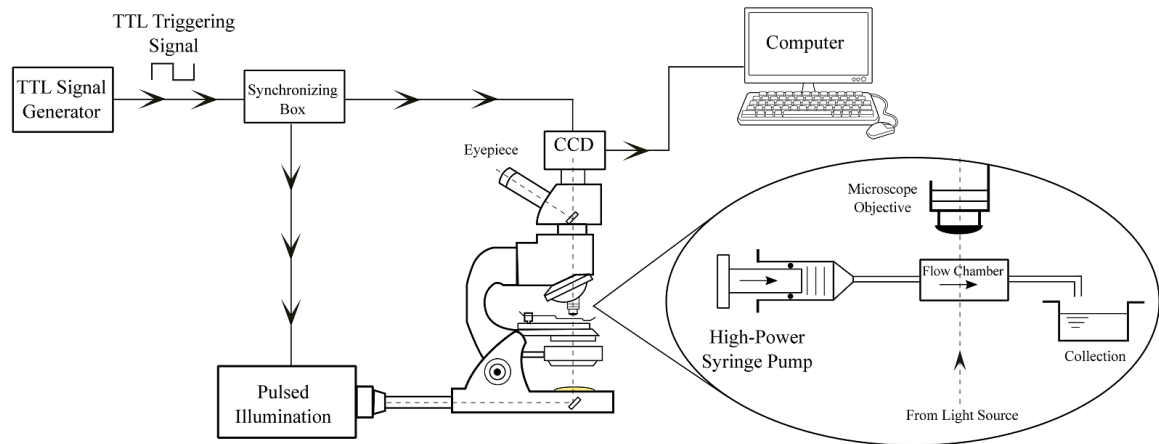 TTL Triggering
Signal
TTL Signal
Generator
Synchronizing
Box
Computer
CCD
Eyepiece
Pulsed
Illumination
Microscope
Objective
Flow Chamber
High-Power
Syringe Pump
Collection
From Light Source